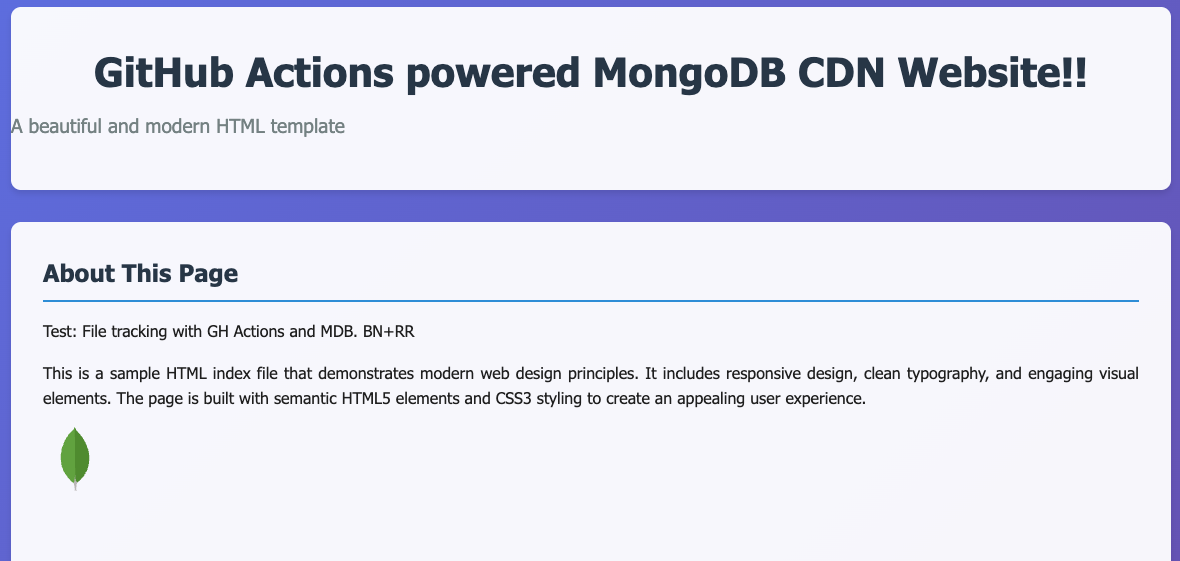 GitHub Actions powered MongoDB CDN Website!!
A beautiful and modern HTML template
About This Page
Test: File tracking with GH Actions and MDB. BN+RR
This is a sample HTML index file that demonstrates modern web design principles. It includes responsive design, clean typography, and engaging visual
elements. The page is built with semantic HTML5 elements and CSS3 styling to create an appealing user experience.